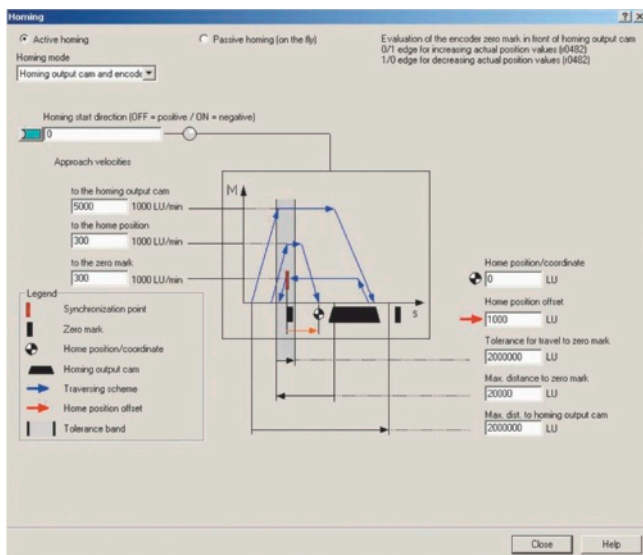 Homing
Active homing
Passive homing (on the fly)
Evaluation of the encoder zero mark in front of homing output cam
0/1 edge for increasing actual position values (r0482)
1/0 edge for decreasing actual position values (r0482)
Homing mode
Homing output cam and encode
Homing start direction (OFF = positive / ON = negative)
0
Approach velocities
to the homing output cam
5000 1000 LU/min
to the home position
300 1000 LU/min
to the zero mark
300 1000 LU/min
M
s
Legend
Synchronization point
Zero mark
Home position/coordinate
Homing output cam
Traversing scheme
Home position offset
Tolerance band
Home position/coordinate
0 LU
Home position offset
1000 LU
Tolerance for travel to zero mark
2000000 LU
Max. distance to zero mark
20000 LU
Max. dist. to homing output cam
2000000 LU
Close
Help